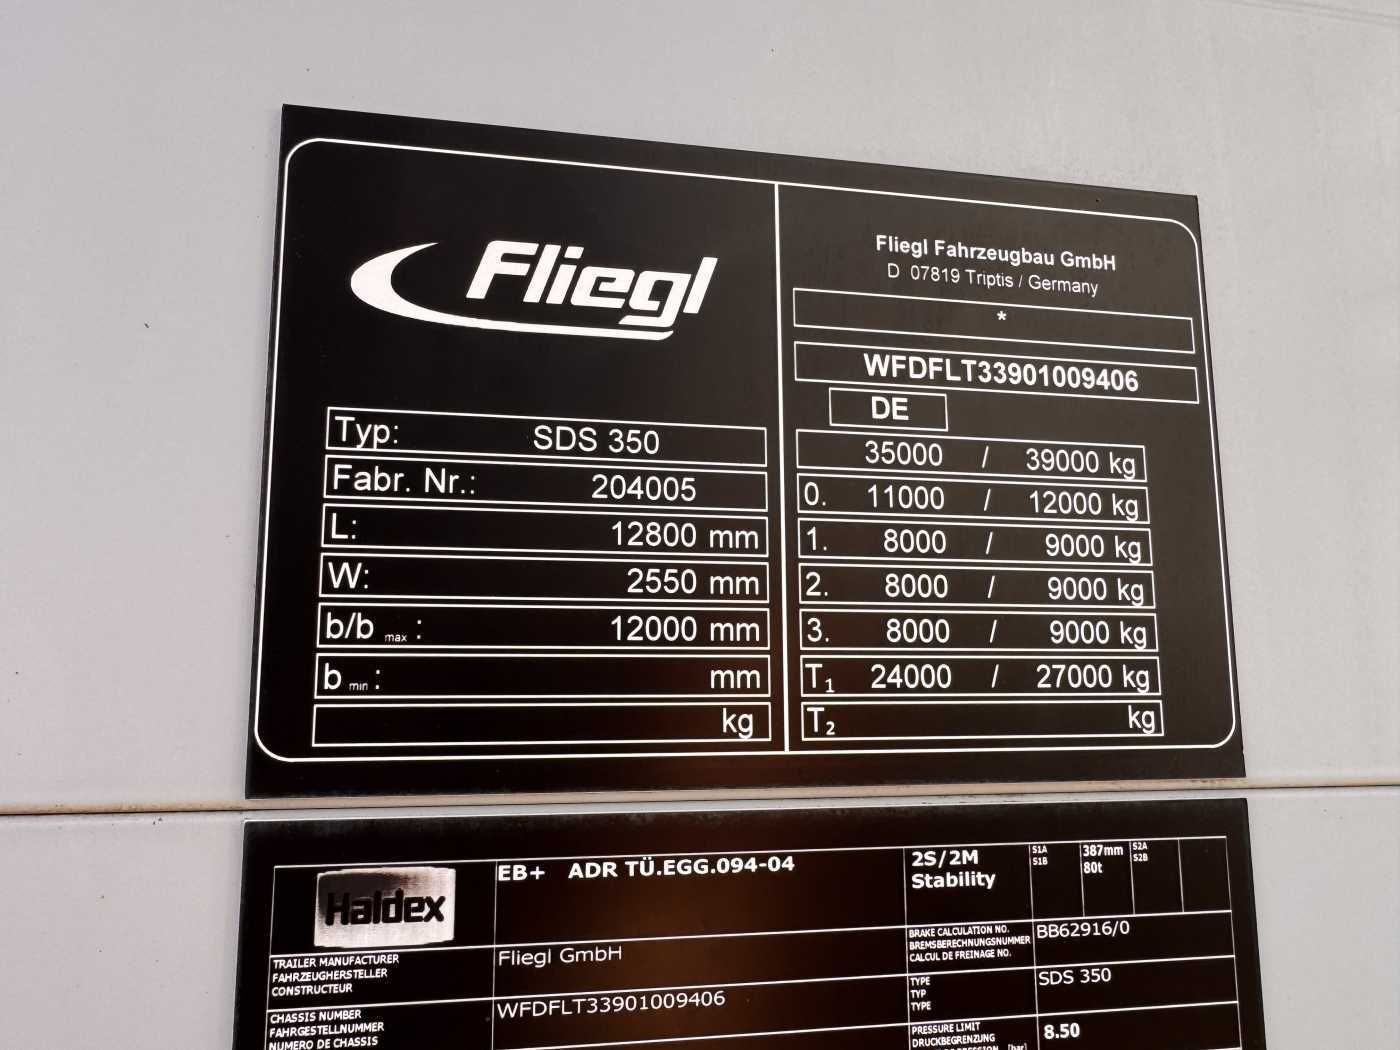 Fliegl
Typ: SDS 350
Fabr. Nr.: 204005
L: 12800 mm
W: 2550 mm
b/b max : 12000 mm
b min : mm
kg
Fliegl Fahrzeugbau GmbH
D 07819 Triptis / Germany
*
WFDFLT33901009406
DE
35000 / 39000 kg
0. 11000 / 12000 kg
1. 8000 / 9000 kg
2. 8000 / 9000 kg
3. 8000 / 9000 kg
T1 24000 / 27000 kg
T2 kg
Haldex
EB+ ADR TÜ.EGG.094-04
2S/2M
Stability
S1A
S1B
387mm
80t
S2A
S2B
TRAILER MANUFACTURER
FAHRZEUGHERSTELLER
CONSTRUCTEUR
Fliegl GmbH
BRAKE CALCULATION NO.
BREMSBERECHNUNGSNUMMER
CALCUL DE FREINAGE NO.
BB62916/0
CHASSIS NUMBER
FAHRGESTELLNUMMER
NUMERO DE CHASSIS
WFDFLT33901009406
TYPE
TYP
TYPE
SDS 350
PRESSURE LIMIT
DRUCKBEGRENZUNG
[bar]
8.50